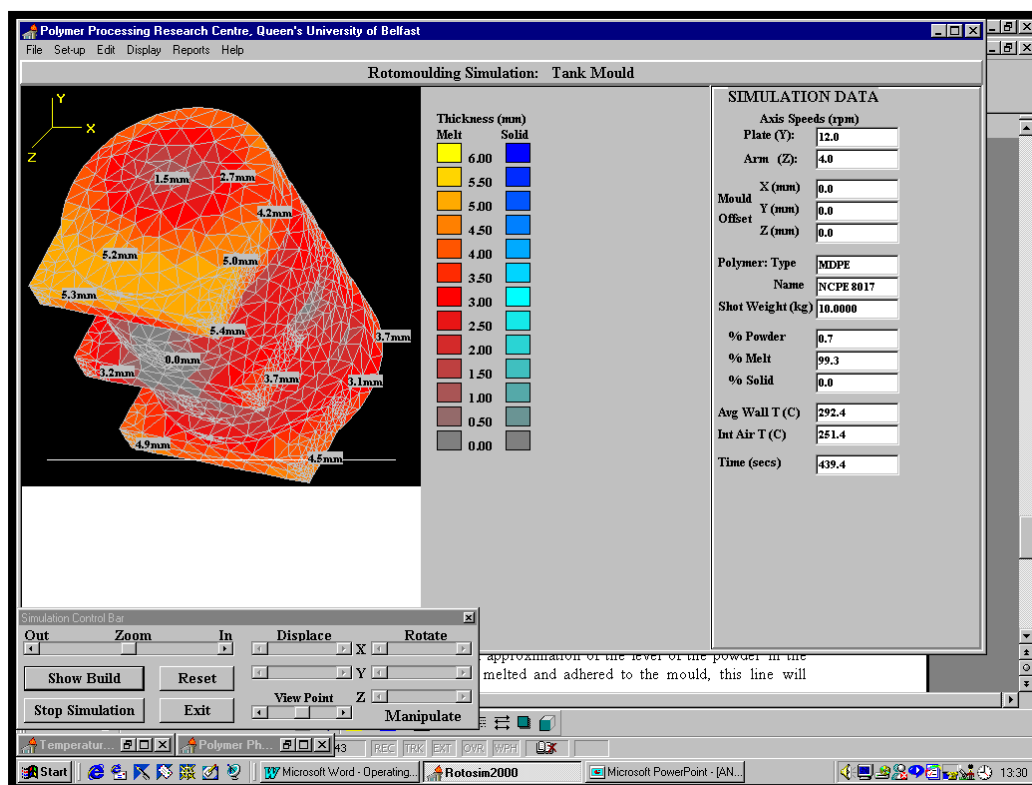 Polymer Processing Research Centre, Queen's University of Belfast
File Set-up Edit Display Reports Help
Rotomoulding Simulation: Tank Mould
Y
X
Z
1.5mm
2.7mm
4.2mm
5.2mm
5.0mm
5.3mm
5.4mm
3.7mm
0.0mm
3.2mm
3.7mm
3.1mm
4.9mm
4.5mm
Thickness (mm)
Melt Solid
6.00
5.50
5.00
4.50
4.00
3.50
3.00
2.50
2.00
1.50
1.00
0.50
0.00
SIMULATION DATA
Axis Speeds (rpm)
Plate (Y): 12.0
Arm (Z): 4.0
Mould Offset
X (mm) 0.0
Y (mm) 0.0
Z (mm) 0.0
Polymer: Type MDPE
Name NCPE 8017
Shot Weight (kg) 10.0000
% Powder 0.7
% Melt 99.3
% Solid 0.0
Avg Wall T (C) 292.4
Int Air T (C) 251.4
Time (secs) 439.4
approximation of the level of the powder in the
melted and adhered to the mould, this line will
Simulation Control Bar
Out Zoom In Displace Rotate
X
Show Build Reset Y
View Point Z
Stop Simulation Exit Manipulate
Temperatur... Polymer Ph... 43 REC TRK EXT OVR WPH
Start Microsoft Word - Operating... Rotosim2000 Microsoft PowerPoint - [AN... 13:30